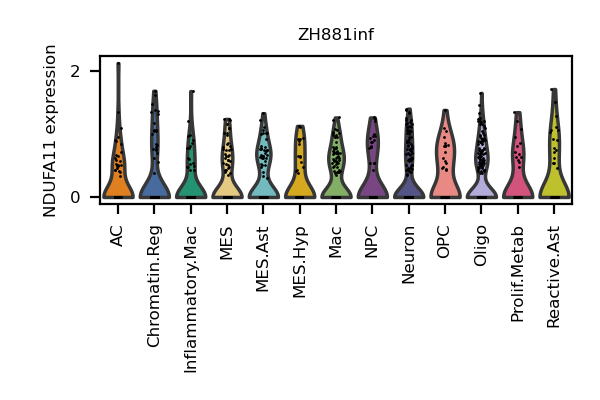 ZH881inf
NDUFA11 expression
2
0
AC
Chromatin.Reg
Inflammatory.Mac
MES
MES.Ast
MES.Hyp
Mac
NPC
Neuron
OPC
Oligo
Prolif.Metab
Reactive.Ast